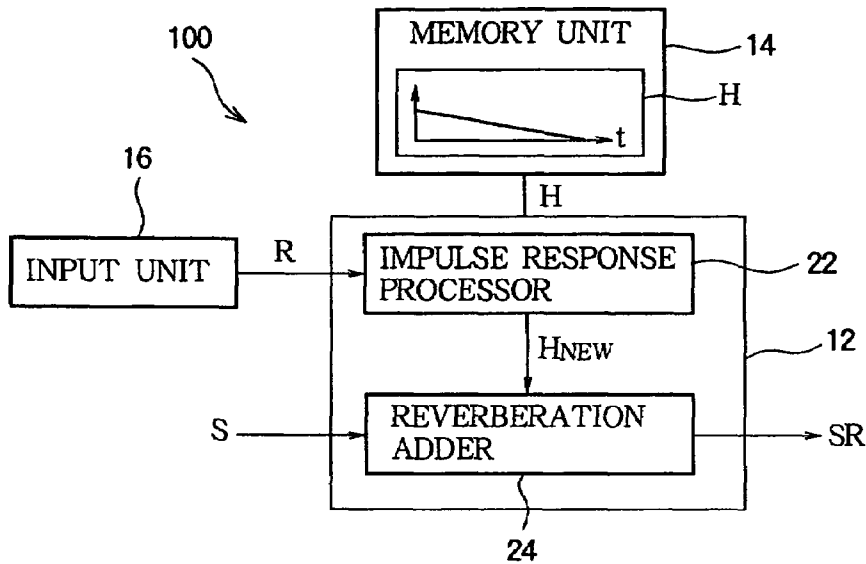 100
MEMORY UNIT
14
H
t
16
H
INPUT UNIT
R
IMPULSE RESPONSE
PROCESSOR
22
HNEW
12
S
REVERBERATION
ADDER
SR
24